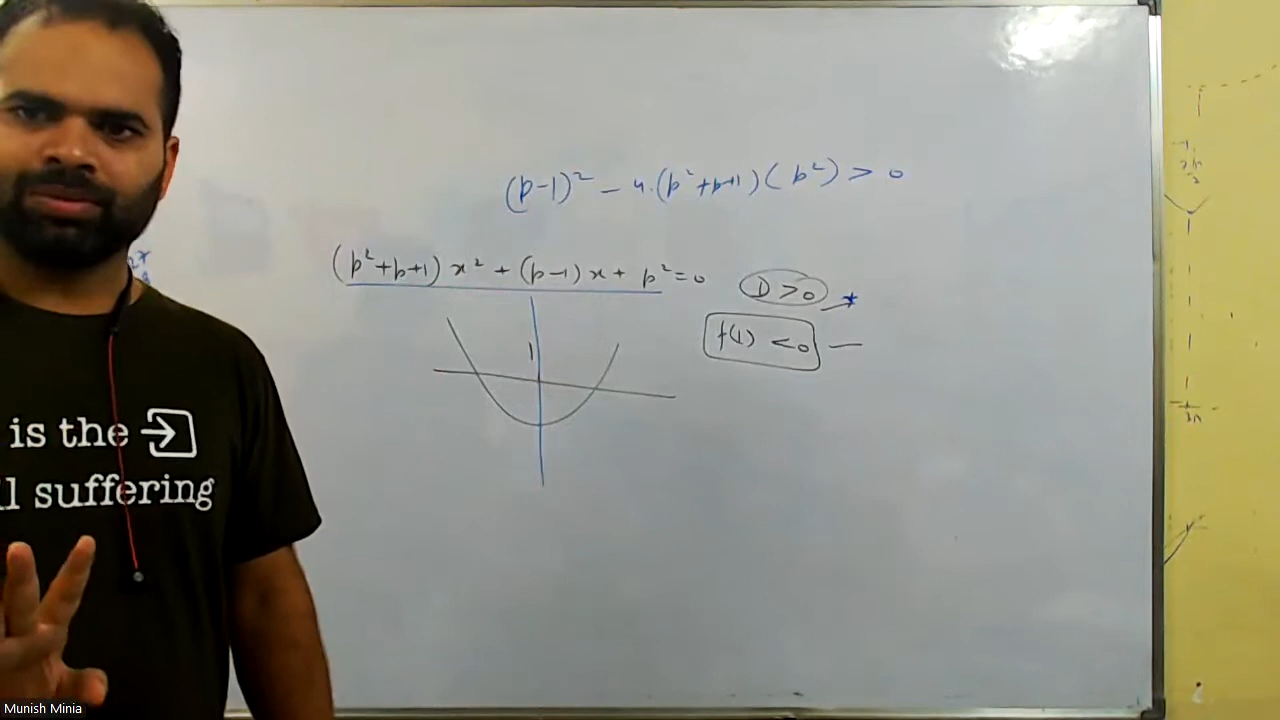 (p-1)² - 4.(p²+p+1)(p²) > 0
(p²+p+1)x² + (p-1)x + p² = 0
D > 0
f(1) < 0
1
is the
ll suffering
Munish Minia